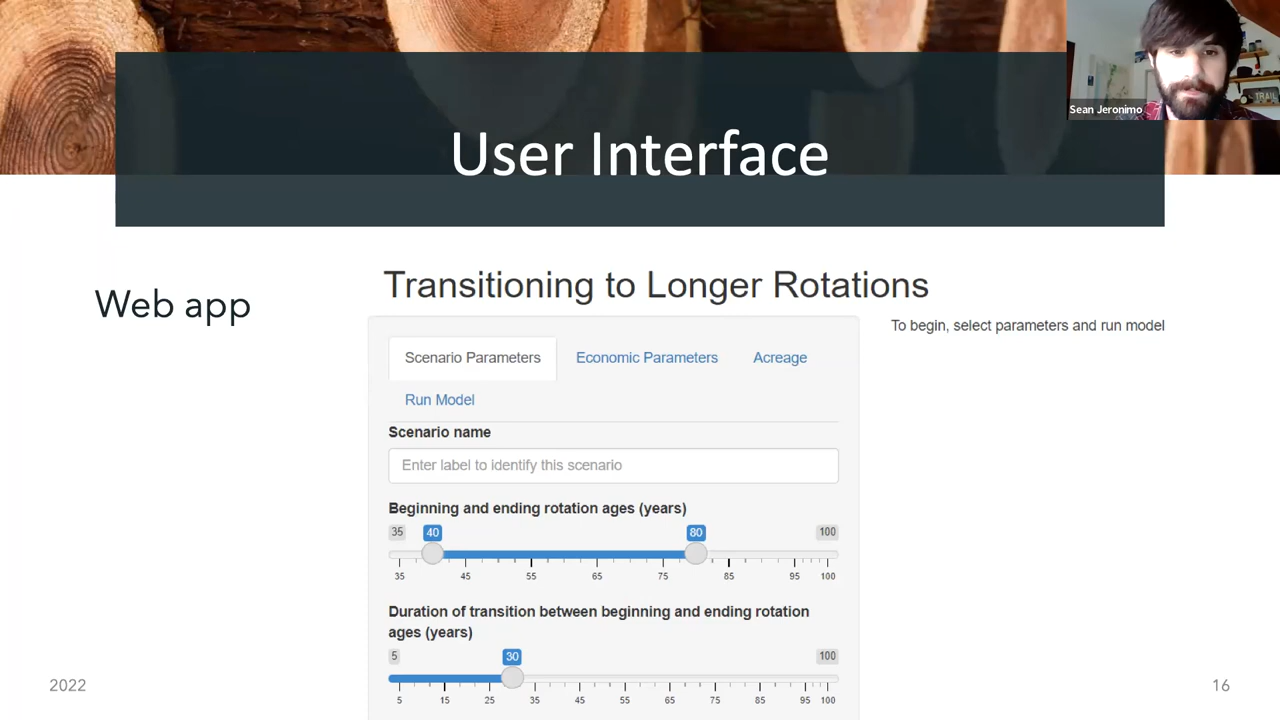 User Interface
Sean Jeronimo
TRAIL
Web app
Transitioning to Longer Rotations
To begin, select parameters and run model
Scenario Parameters Economic Parameters Acreage
Run Model
Scenario name
Enter label to identify this scenario
Beginning and ending rotation ages (years)
35 40 80 100
35 45 55 65 75 85 95 100
Duration of transition between beginning and ending rotation
ages (years)
5 30 100
5 15 25 35 45 55 65 75 85 95 100
2022
16